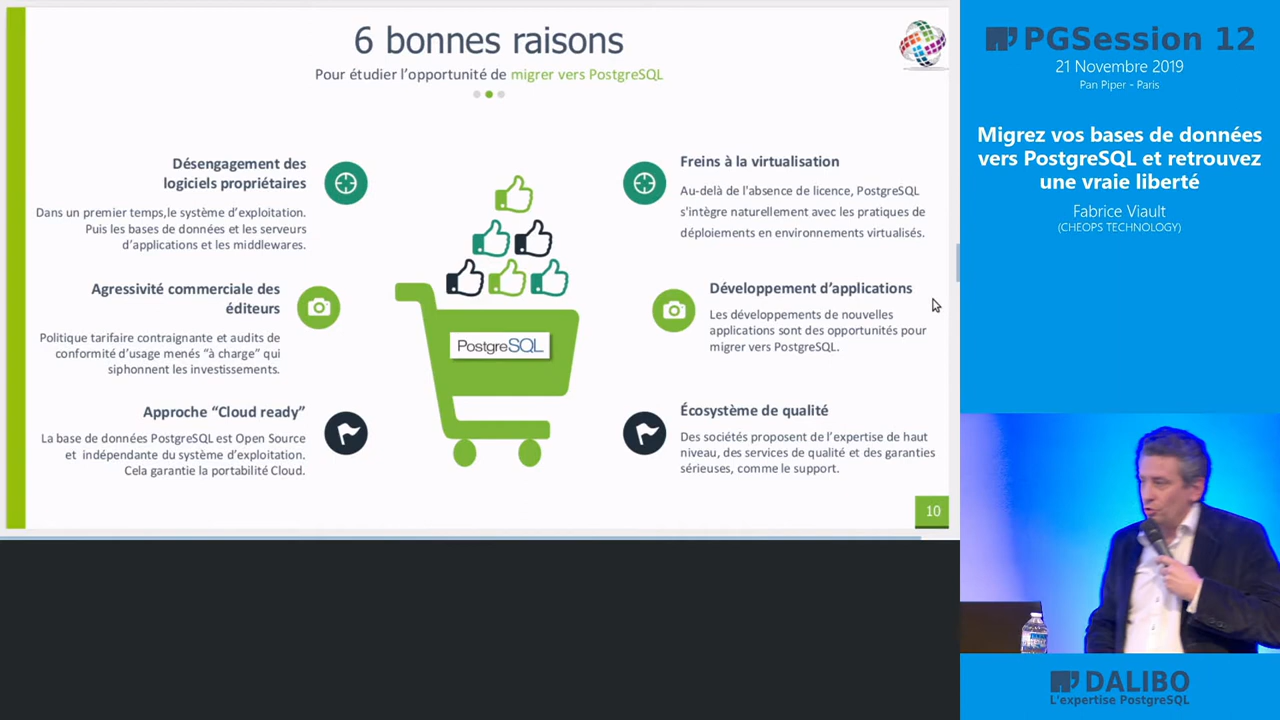 6 bonnes raisons
Pour étudier l'opportunité de migrer vers PostgreSQL
Désengagement des
logiciels propriétaires
Dans un premier temps,le système d'exploitation.
Puis les bases de données et les serveurs
d'applications et les middlewares.
Agressivité commerciale des
éditeurs
Politique tarifaire contraignante et audits de
conformité d'usage menés “à charge” qui
siphonnent les investissements.
Approche “Cloud ready”
La base de données PostgreSQL est Open Source
et indépendante du système d'exploitation.
Cela garantie la portabilité Cloud.
PostgreSQL
Freins à la virtualisation
Au-delà de l'absence de licence, PostgreSQL
s'intègre naturellement avec les pratiques de
déploiements en environnements virtualisés.
Développement d'applications
Les développements de nouvelles
applications sont des opportunités pour
migrer vers PostgreSQL.
Écosystème de qualité
Des sociétés proposent de l'expertise de haut
niveau, des services de qualité et des garanties
sérieuses, comme le support.
10
PGSession 12
21 Novembre 2019
Pan Piper - Paris
Migrez vos bases de données
vers PostgreSQL et retrouvez
une vraie liberté
Fabrice Viault
(CHEOPS TECHNOLOGY)
DALIBO
L'expertise PostgreSQL